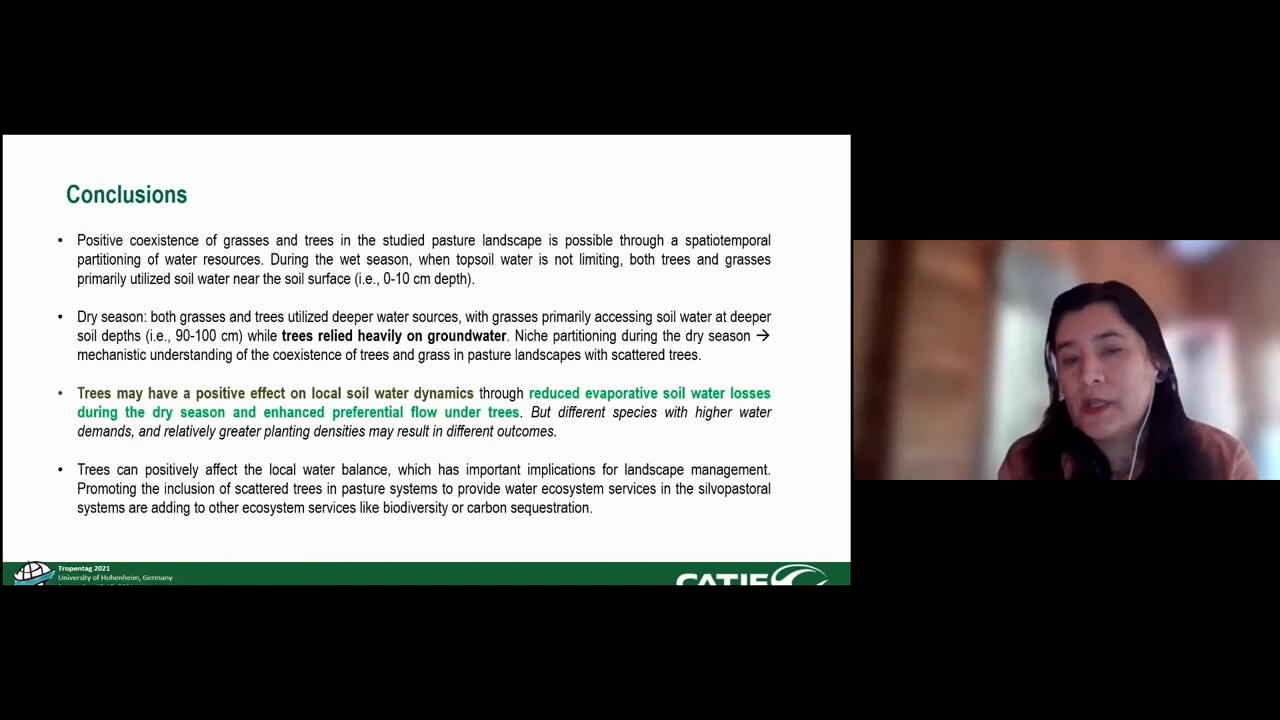 Conclusions
• Positive coexistence of grasses and trees in the studied pasture landscape is possible through a spatiotemporal
partitioning of water resources. During the wet season, when topsoil water is not limiting, both trees and grasses
primarily utilized soil water near the soil surface (i.e., 0-10 cm depth).
• Dry season: both grasses and trees utilized deeper water sources, with grasses primarily accessing soil water at deeper
soil depths (i.e., 90-100 cm) while trees relied heavily on groundwater. Niche partitioning during the dry season →
mechanistic understanding of the coexistence of trees and grass in pasture landscapes with scattered trees.
• Trees may have a positive effect on local soil water dynamics through reduced evaporative soil water losses
during the dry season and enhanced preferential flow under trees. But different species with higher water
demands, and relatively greater planting densities may result in different outcomes.
• Trees can positively affect the local water balance, which has important implications for landscape management.
Promoting the inclusion of scattered trees in pasture systems to provide water ecosystem services in the silvopastoral
systems are adding to other ecosystem services like biodiversity or carbon sequestration.
Tropentag 2021
University of Hohenheim, Germany
CATIE